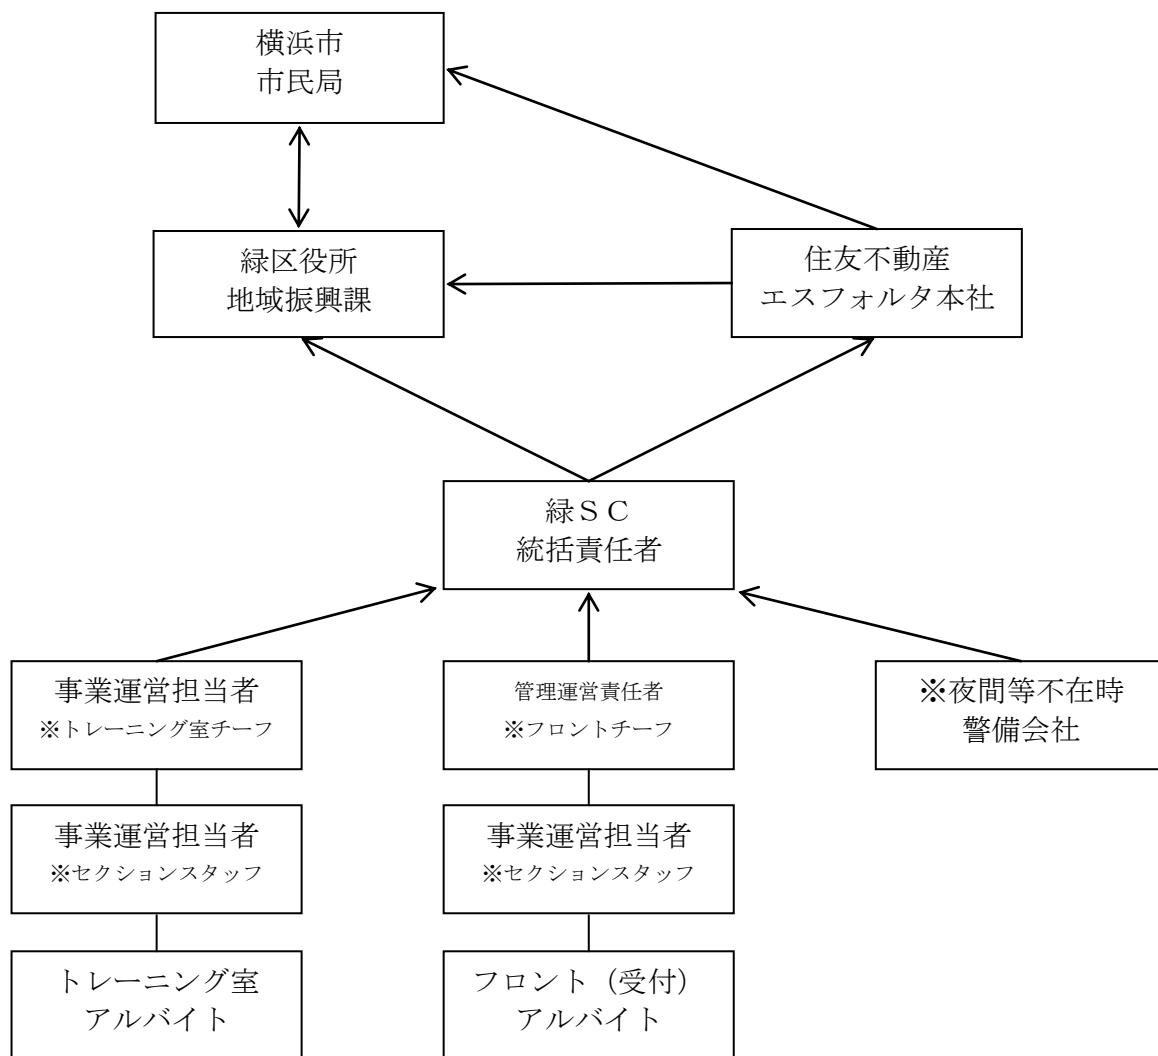 横浜市
市民局
緑区役所
地域振興課
住友不動産
エスフォルタ本社
緑ＳＣ
統括責任者
事業運営担当者
※トレーニング室チーフ
管理運営責任者
※フロントチーフ
※夜間等不在時
警備会社
事業運営担当者
※セクションスタッフ
事業運営担当者
※セクションスタッフ
トレーニング室
アルバイト
フロント（受付）
アルバイト